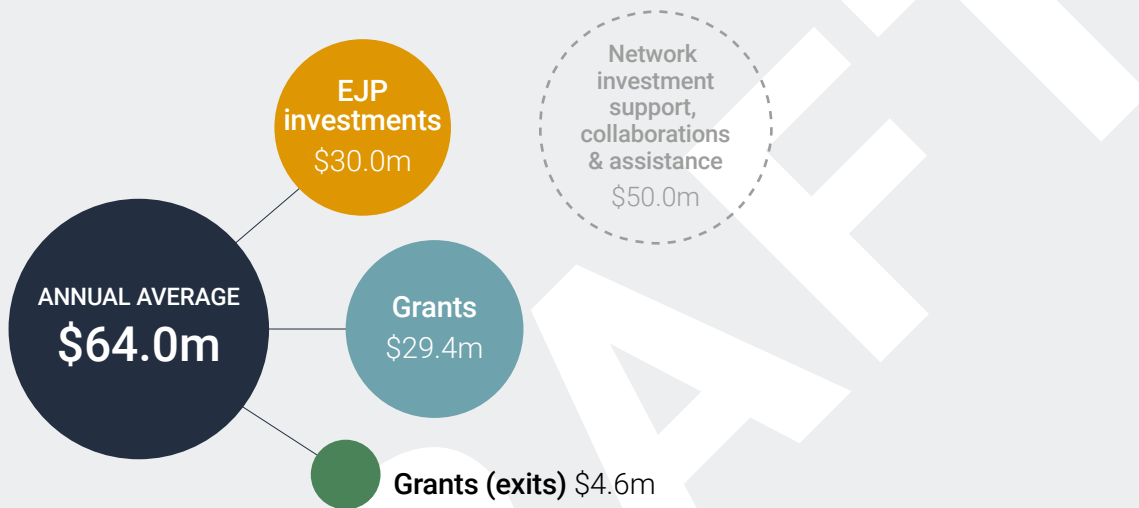 EJP
investments
$30.0m
Network
investment
support,
collaborations
& assistance
$50.0m
ANNUAL AVERAGE
$64.0m
Grants
$29.4m
Grants (exits) $4.6m